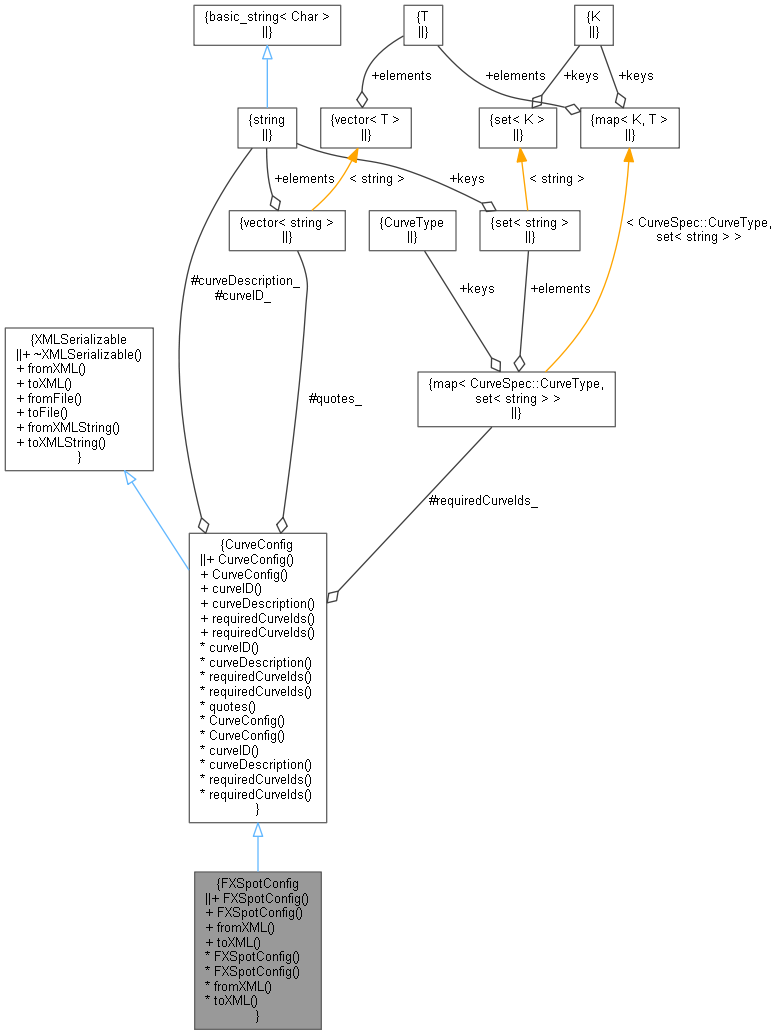 {basic_string< Char >
||}
{T
||}
{K
||}
+elements
+elements
+keys
+keys
{string
||}
{vector< T >
||}
{set< K >
||}
{map< K, T >
||}
+elements
< string >
+keys
< string >
{vector< string >
||}
{CurveType
||}
{set< string >
||}
< CurveSpec::CurveType,
set< string > >
#curveDescription_
#curveID_
+keys
+elements
{XMLSerializable
||+ ~XMLSerializable()
+ fromXML()
+ toXML()
+ fromFile()
+ toFile()
+ fromXMLString()
+ toXMLString()
}
#quotes_
{map< CurveSpec::CurveType,
set< string > >
||}
#requiredCurveIds_
{CurveConfig
||+ CurveConfig()
+ CurveConfig()
+ curveID()
+ curveDescription()
+ requiredCurveIds()
+ requiredCurveIds()
* curveID()
* curveDescription()
* requiredCurveIds()
* requiredCurveIds()
* quotes()
* CurveConfig()
* CurveConfig()
* curveID()
* curveDescription()
* requiredCurveIds()
* requiredCurveIds()
}
{FXSpotConfig
||+ FXSpotConfig()
+ FXSpotConfig()
+ fromXML()
+ toXML()
* FXSpotConfig()
* FXSpotConfig()
* fromXML()
* toXML()
}